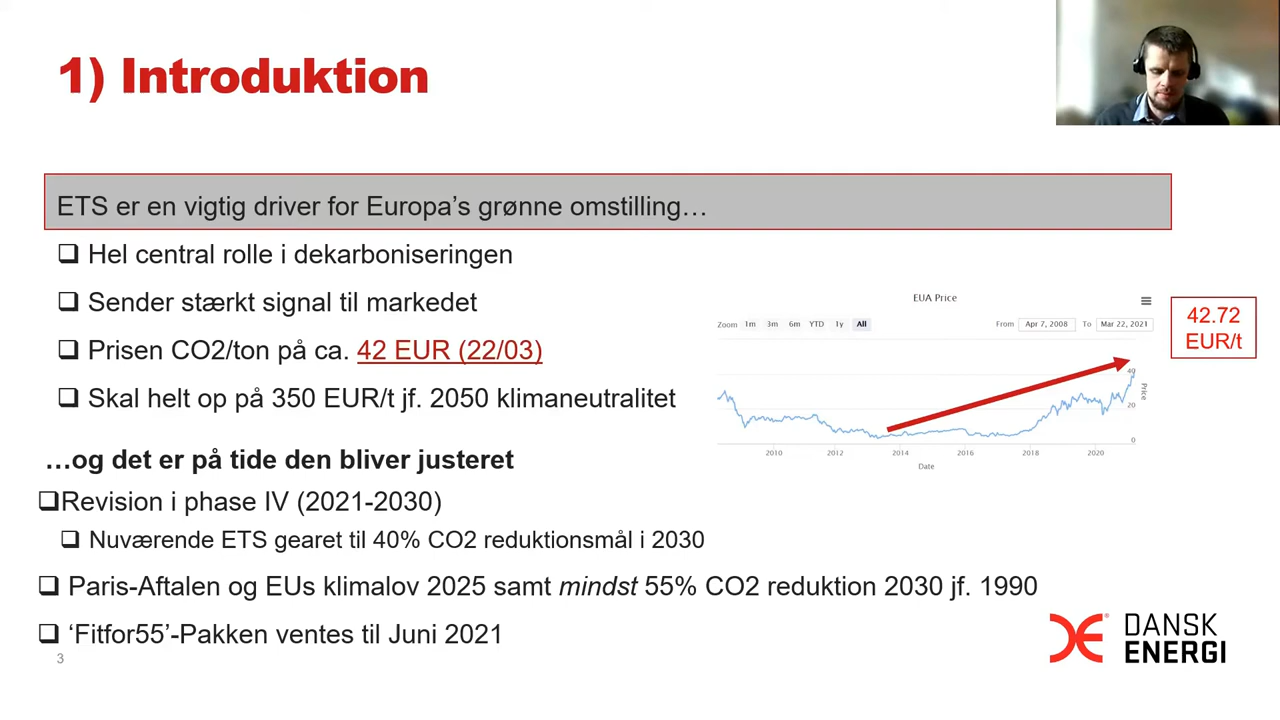 1) Introduktion
ETS er en vigtig driver for Europa’s grønne omstilling…
Hel central rolle i dekarboniseringen
Sender stærkt signal til markedet
Prisen CO2/ton på ca. 42 EUR (22/03)
Skal helt op på 350 EUR/t jf. 2050 klimaneutralitet
EUA Price
Zoom 1m 3m 6m YTD 1y All From Apr 7, 2008 To Mar 22, 2021
42.72
EUR/t
40
20
0
Price
2010 2012 2014 2016 2018 2020
Date
…og det er på tide den bliver justeret
Revision i phase IV (2021-2030)
Nuværende ETS gearet til 40% CO2 reduktionsmål i 2030
Paris-Aftalen og EUs klimalov 2025 samt mindst 55% CO2 reduktion 2030 jf. 1990
‘Fitfor55’-Pakken ventes til Juni 2021
3
DANSK
ENERGI